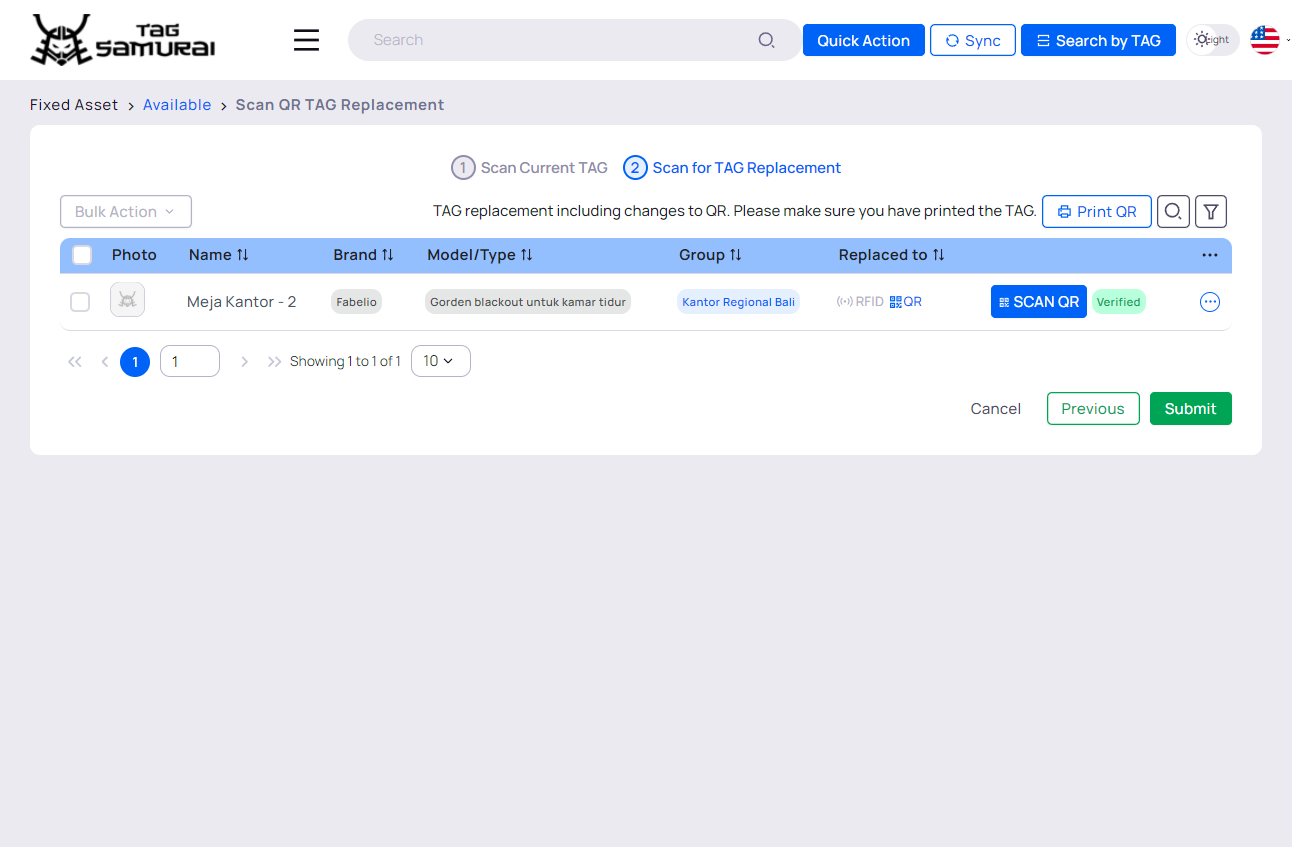 TAG
SAMURAI
Search
Quick Action
Sync
Search by TAG
ight
Fixed Asset > Available > Scan QR TAG Replacement
1 Scan Current TAG 2 Scan for TAG Replacement
Bulk Action
TAG replacement including changes to QR. Please make sure you have printed the TAG.
Print QR
Photo Name Brand Model/Type Group Replaced to
Meja Kantor - 2 Fabelio Gorden blackout untuk kamar tidur Kantor Regional Bali RFID QR SCAN QR Verified
1 1 Showing 1 to 1 of 1 10
Cancel Previous Submit